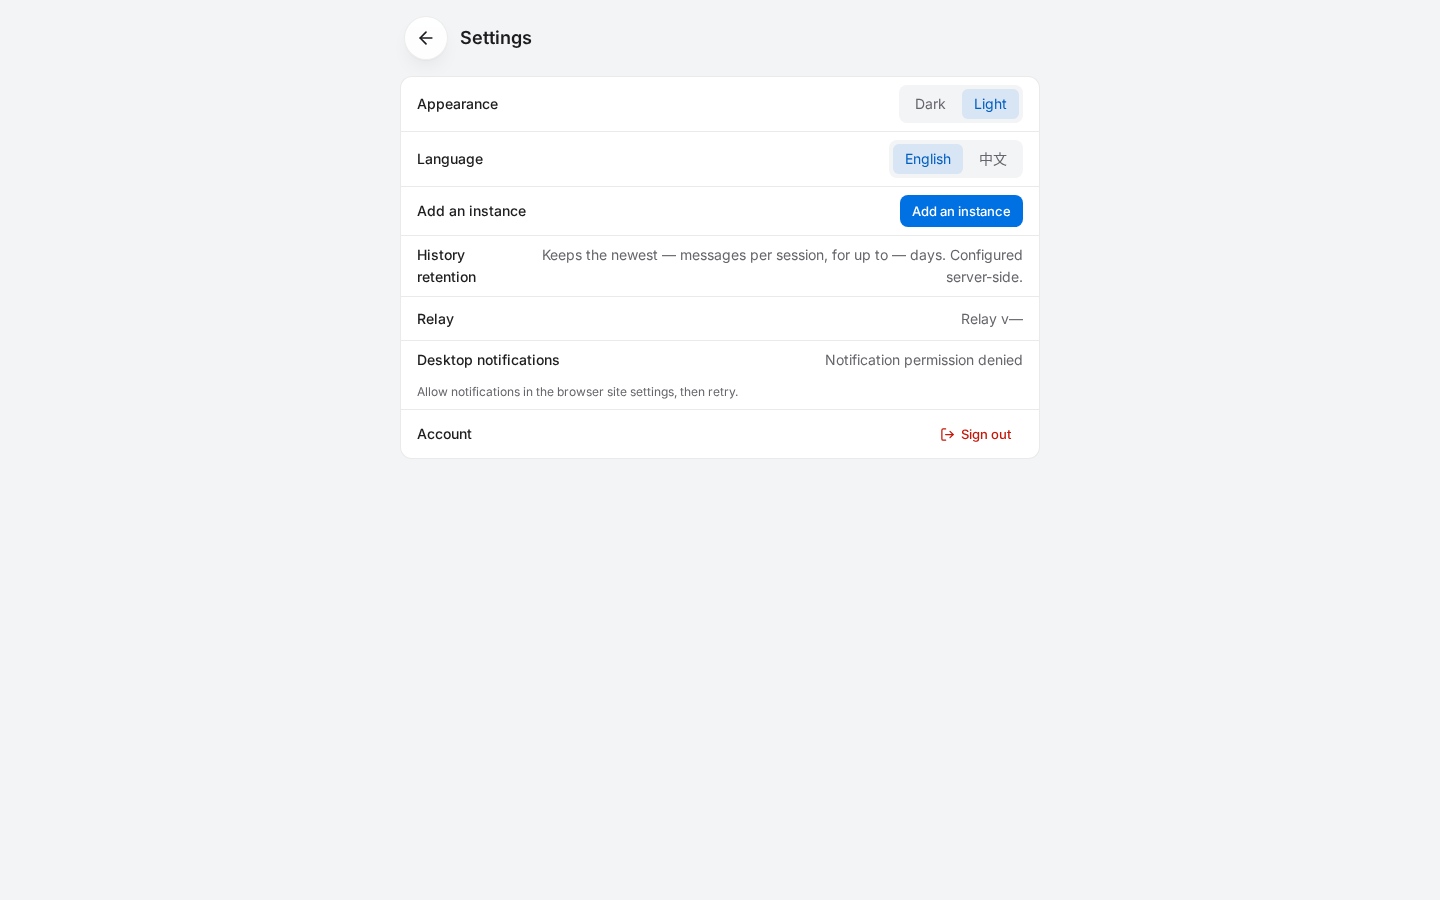 Settings
Appearance
Dark
Light
Language
English
中文
Add an instance
Add an instance
History
retention
Keeps the newest — messages per session, for up to — days. Configured
server-side.
Relay
Relay v—
Desktop notifications
Notification permission denied
Allow notifications in the browser site settings, then retry.
Account
Sign out